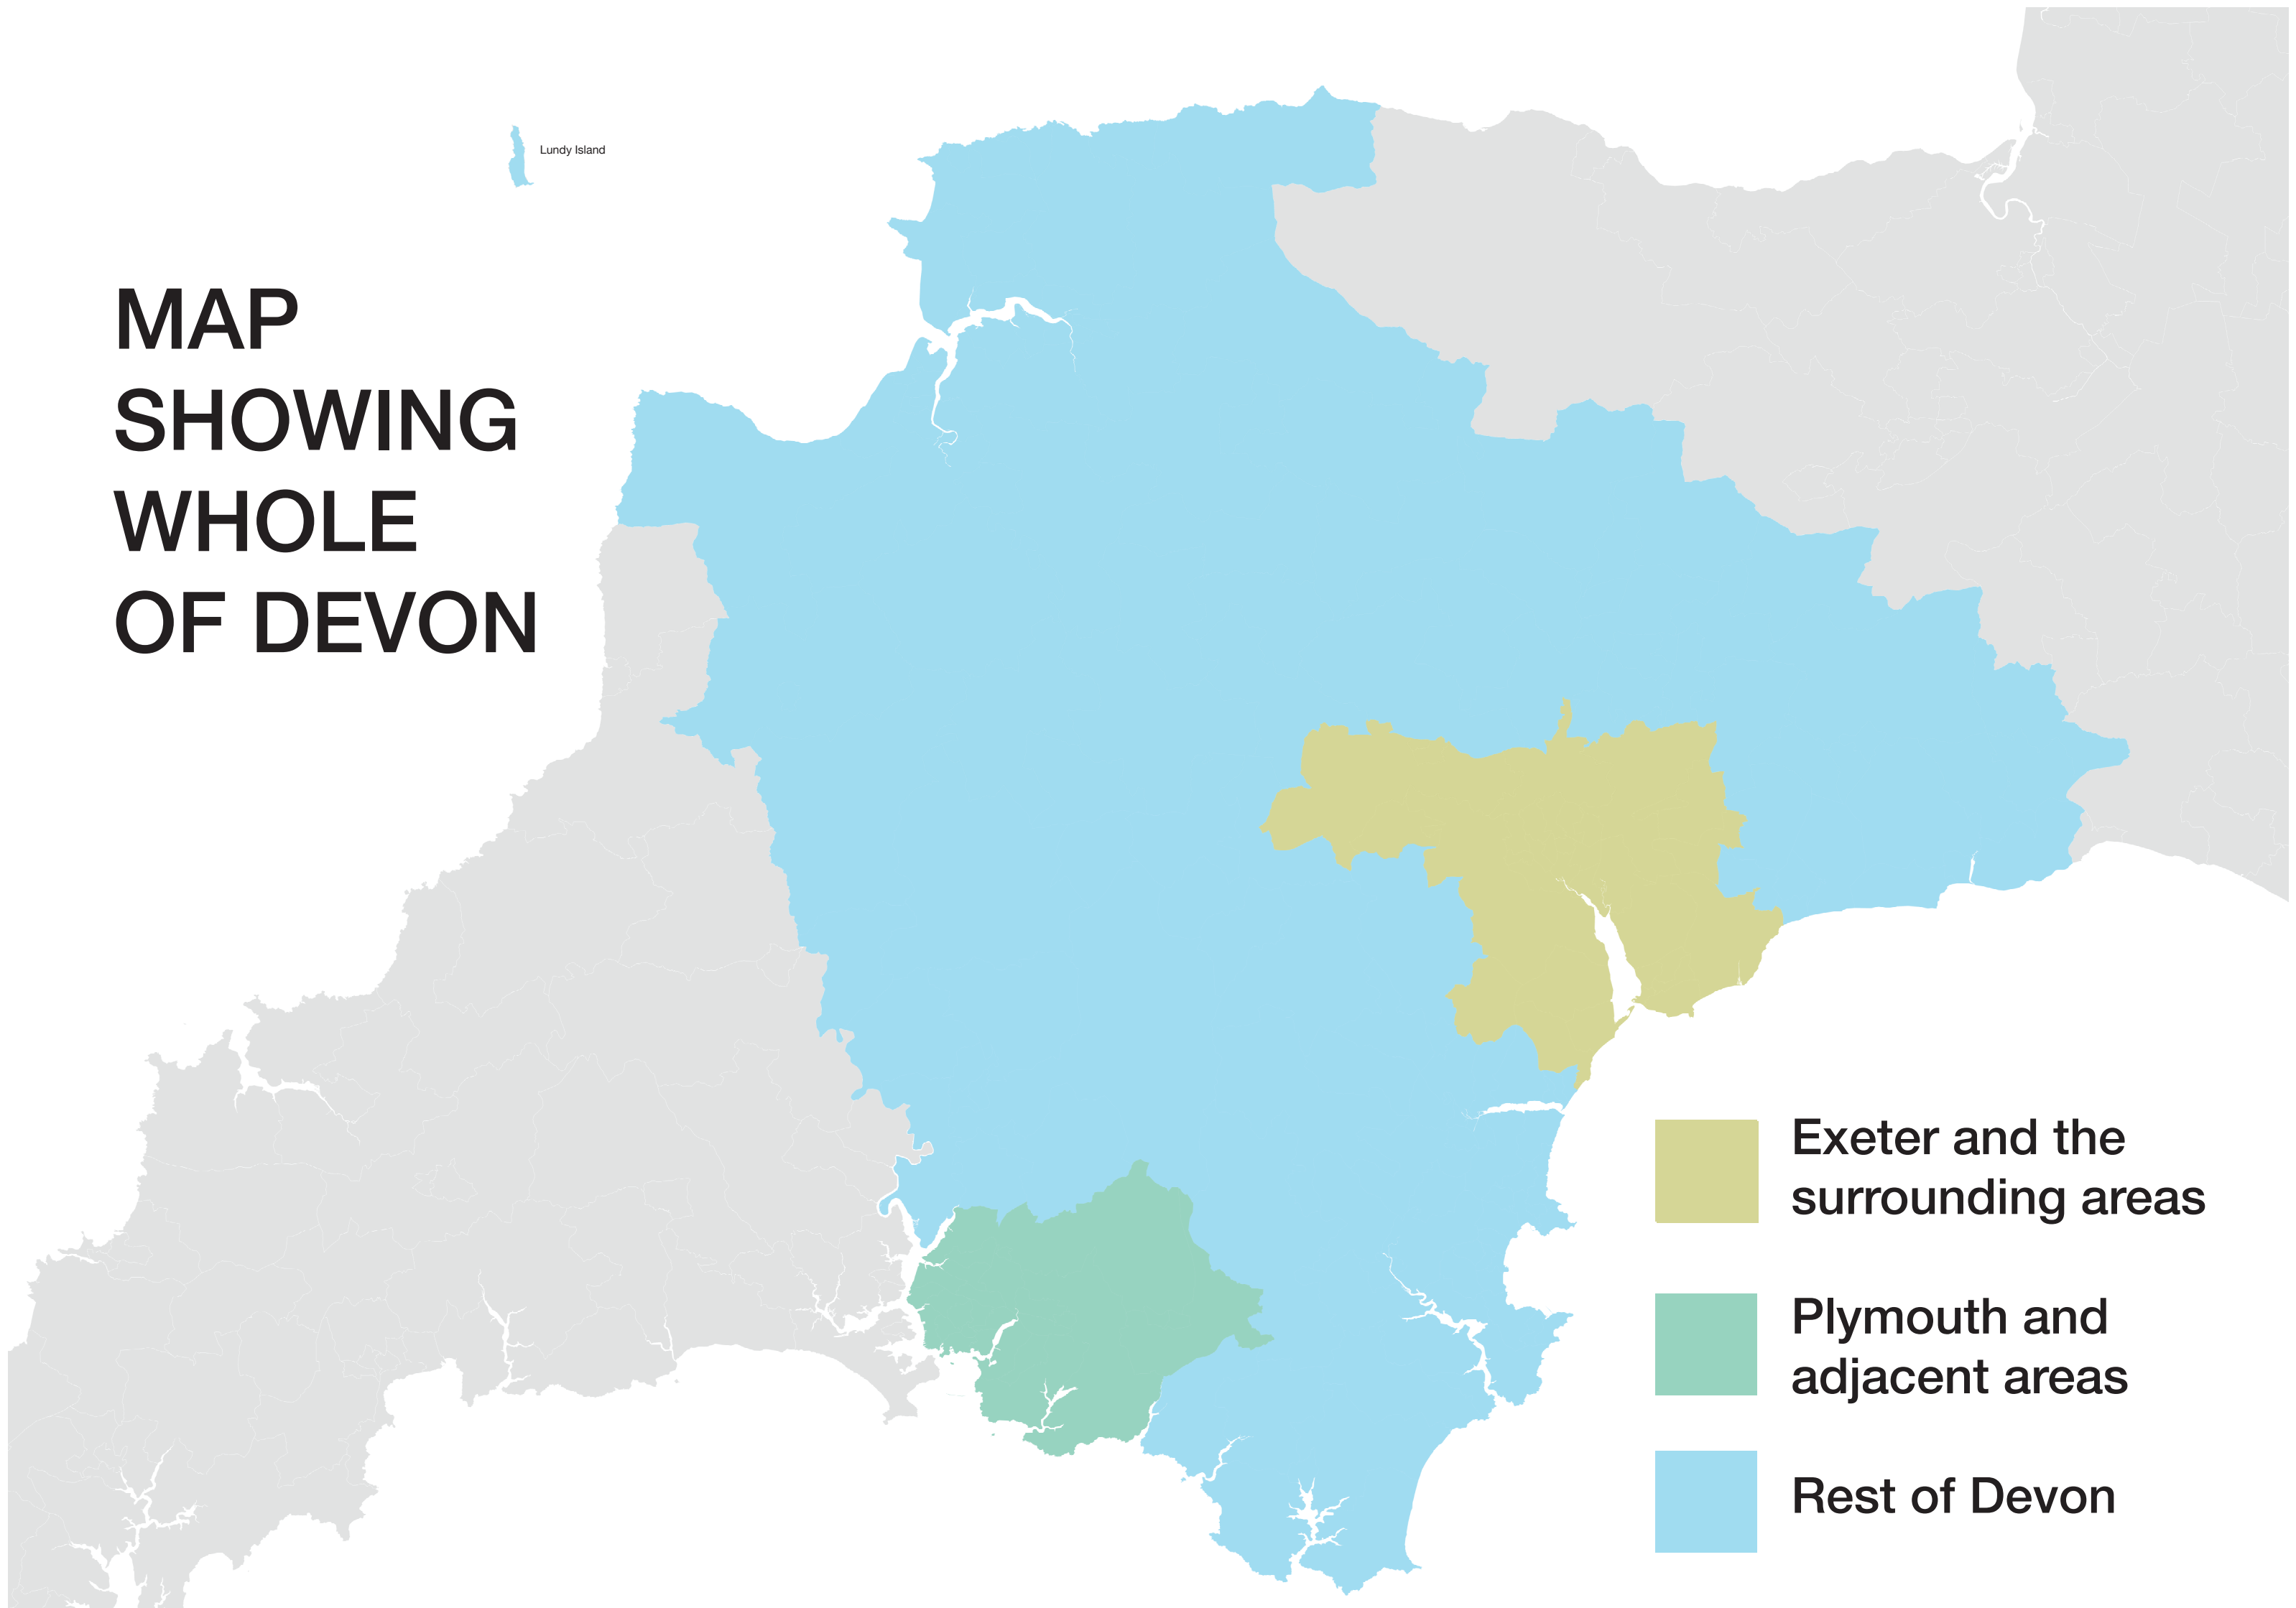 Lundy Island
MAP
SHOWING
WHOLE
OF DEVON
Exeter and the
surrounding areas
Plymouth and
adjacent areas
Rest of Devon